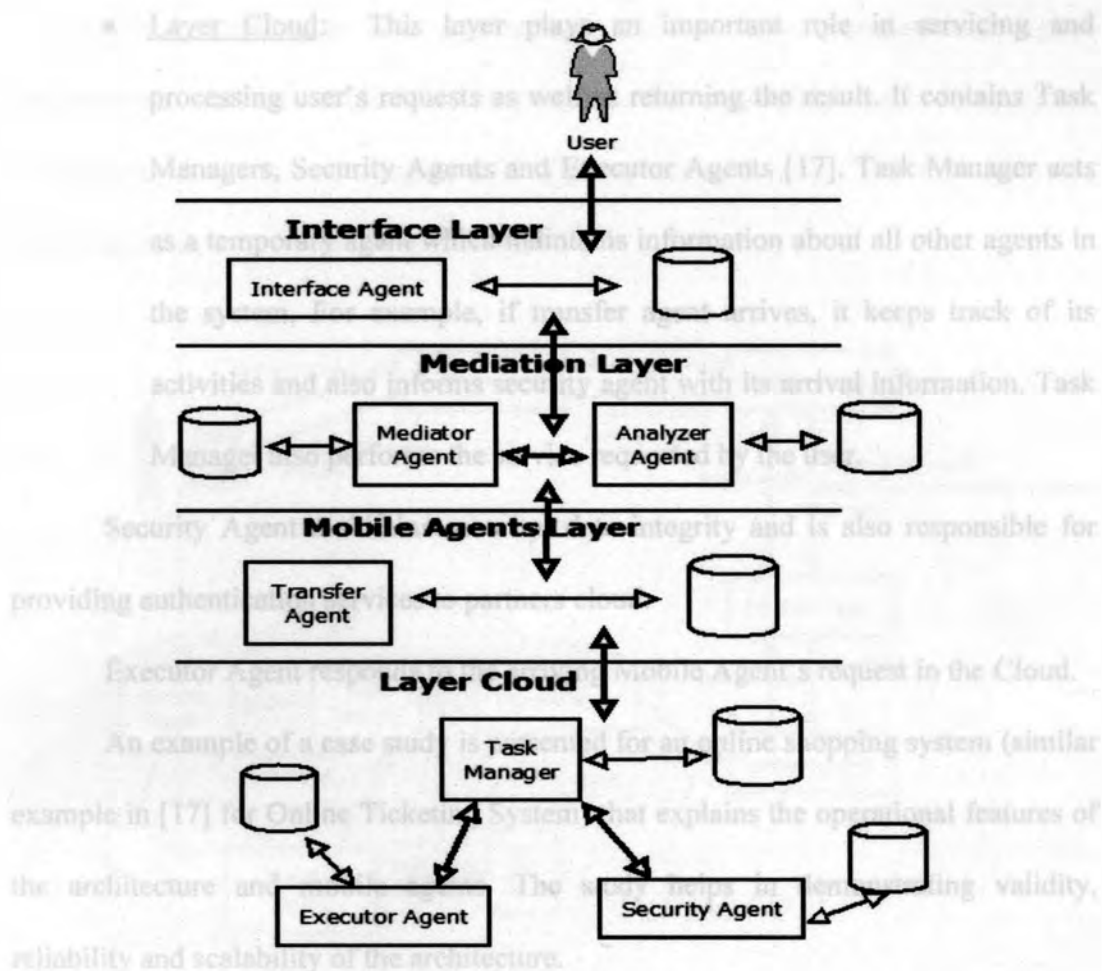 Layer Cloud: This layer plays an important role in servicing and
processing user's requests as well as returning the result. It contains Task
User
Managers, Security Agents and Executor Agents [17]. Task Manager acts
Interface Layer
as a temporary agent which maintains information about all other agents in
Interface Agent
the system. For example, if transfer agent arrives, it keeps track of its
Mediation Layer
activities and also informs security agent with its arrival information. Task
Mediator
Agent
Analyzer
Agent
Manager also performs the service requested by the user.
Mobile Agents Layer
Security Agent integrity and is also responsible for
Transfer
Agent
providing authentication services to partners cloud.
Executor Agent responds to the arriving Mobile Agent's request in the Cloud.
Layer Cloud
An example of a case study is presented for an online shopping system (similar
Task
Manager
example in [17] for Online Ticketing System) that explains the operational features of
the architecture and mobile agents. The study helps in demonstrating validity,
Executor Agent
Security Agent
reliability and scalability of the architecture.